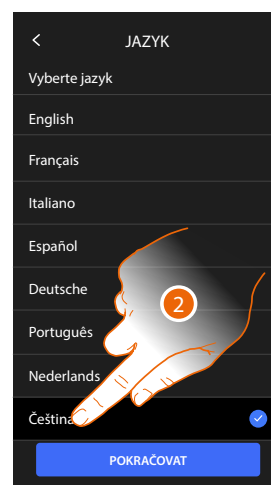 JAZYK
Vyberte jazyk
English
Français
Italiano
Español
Deutsche
Português
Nederlands
Čeština
POKRAČOVAT
2